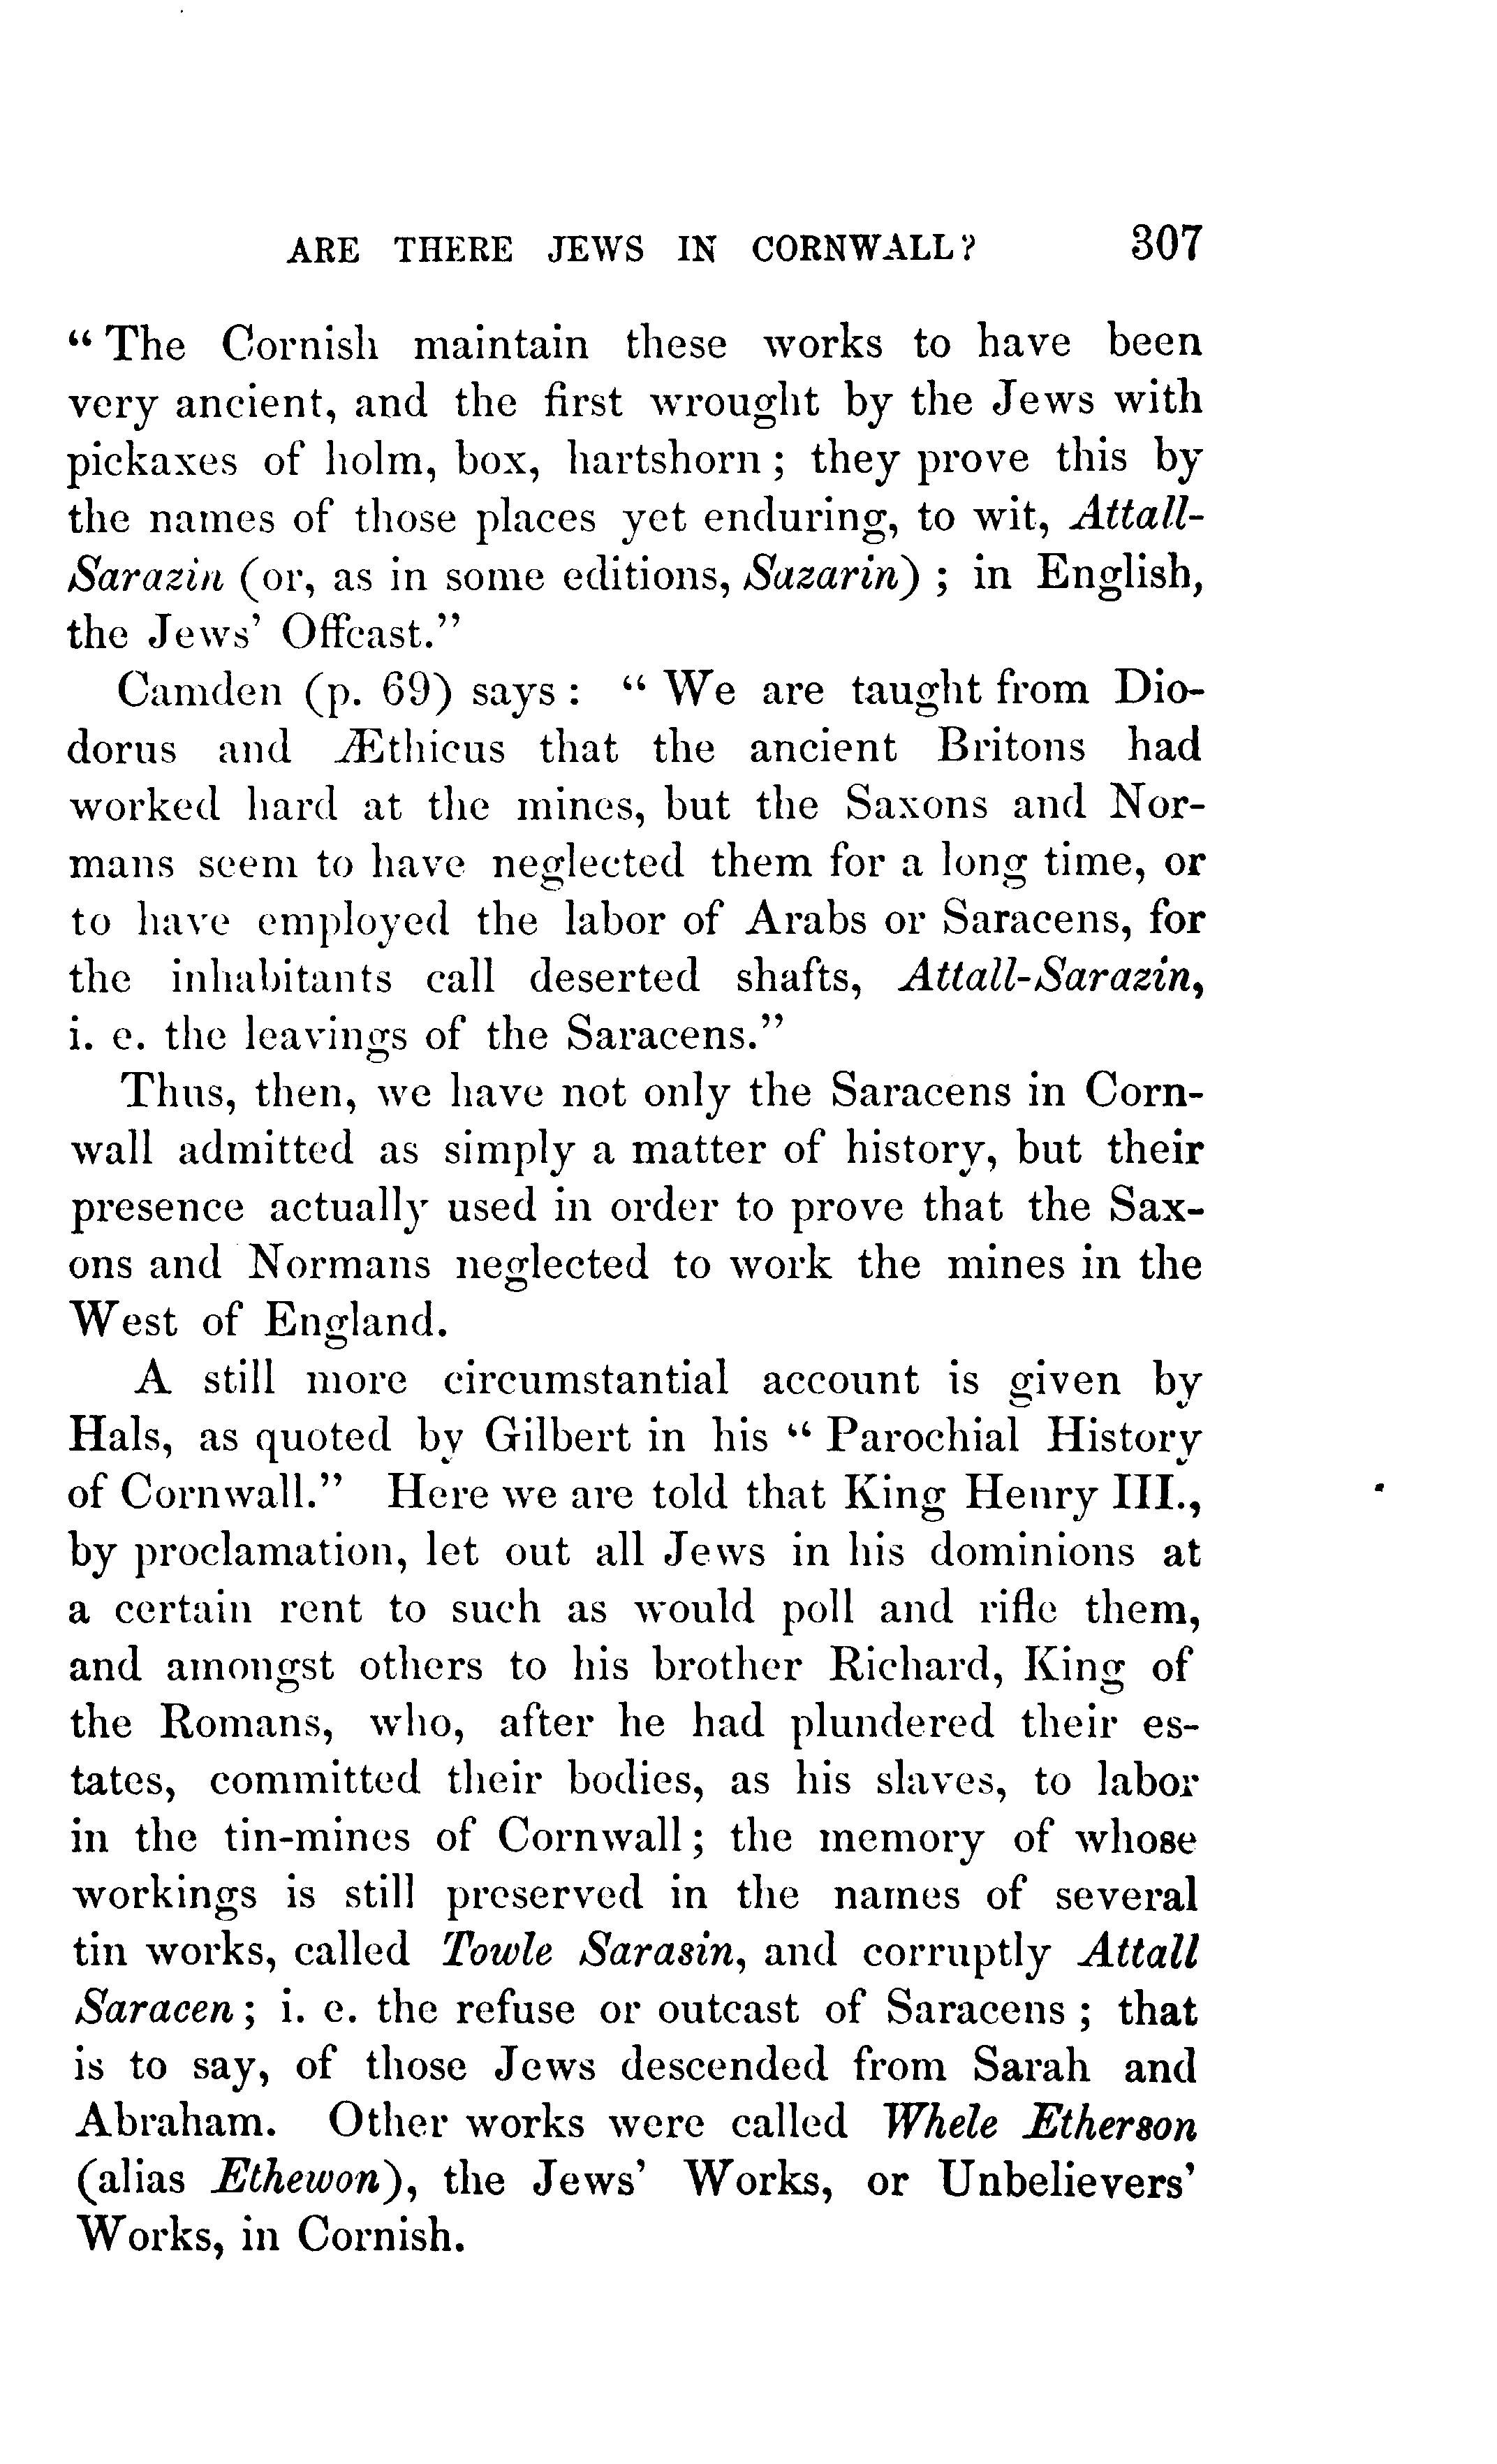 ARE THERE JEWS IN CORNWALL? 307
“ The Cornish maintain these works to have been
very ancient, and the first wrought by the Jews with
pickaxes of holm, box, hartshorn ; they prove this by
the names of those places yet enduring, to wit, Attall-
Sarazin (or, as in some editions, Sazarin) ; in English,
the Jews’ Offcast.”
Camden (p. 69) says : “ We are taught from Dio-
dorus and Æthicus that the ancient Britons had
worked hard at the mines, but the Saxons and Nor-
mans seem to have neglected them for a long time, or
to have employed the labor of Arabs or Saracens, for
the inhabitants call deserted shafts, Attall-Sarazin,
i. e. the leavings of the Saracens.”
Thus, then, we have not only the Saracens in Corn-
wall admitted as simply a matter of history, but their
presence actually used in order to prove that the Sax-
ons and Normans neglected to work the mines in the
West of England.
A still more circumstantial account is given by
Hals, as quoted by Gilbert in his “ Parochial History
of Cornwall.” Here we are told that King Henry III.,
by proclamation, let out all Jews in his dominions at
a certain rent to such as would poll and rifle them,
and amongst others to his brother Richard, King of
the Romans, who, after he had plundered their es-
tates, committed their bodies, as his slaves, to labor
in the tin-mines of Cornwall ; the memory of whose
workings is still preserved in the names of several
tin works, called Towle Sarasin, and corruptly Attall
Saracen ; i. e. the refuse or outcast of Saracens ; that
is to say, of those Jews descended from Sarah and
Abraham. Other works were called Whele Etherson
(alias Ethewon), the Jews’ Works, or Unbelievers’
Works, in Cornish.